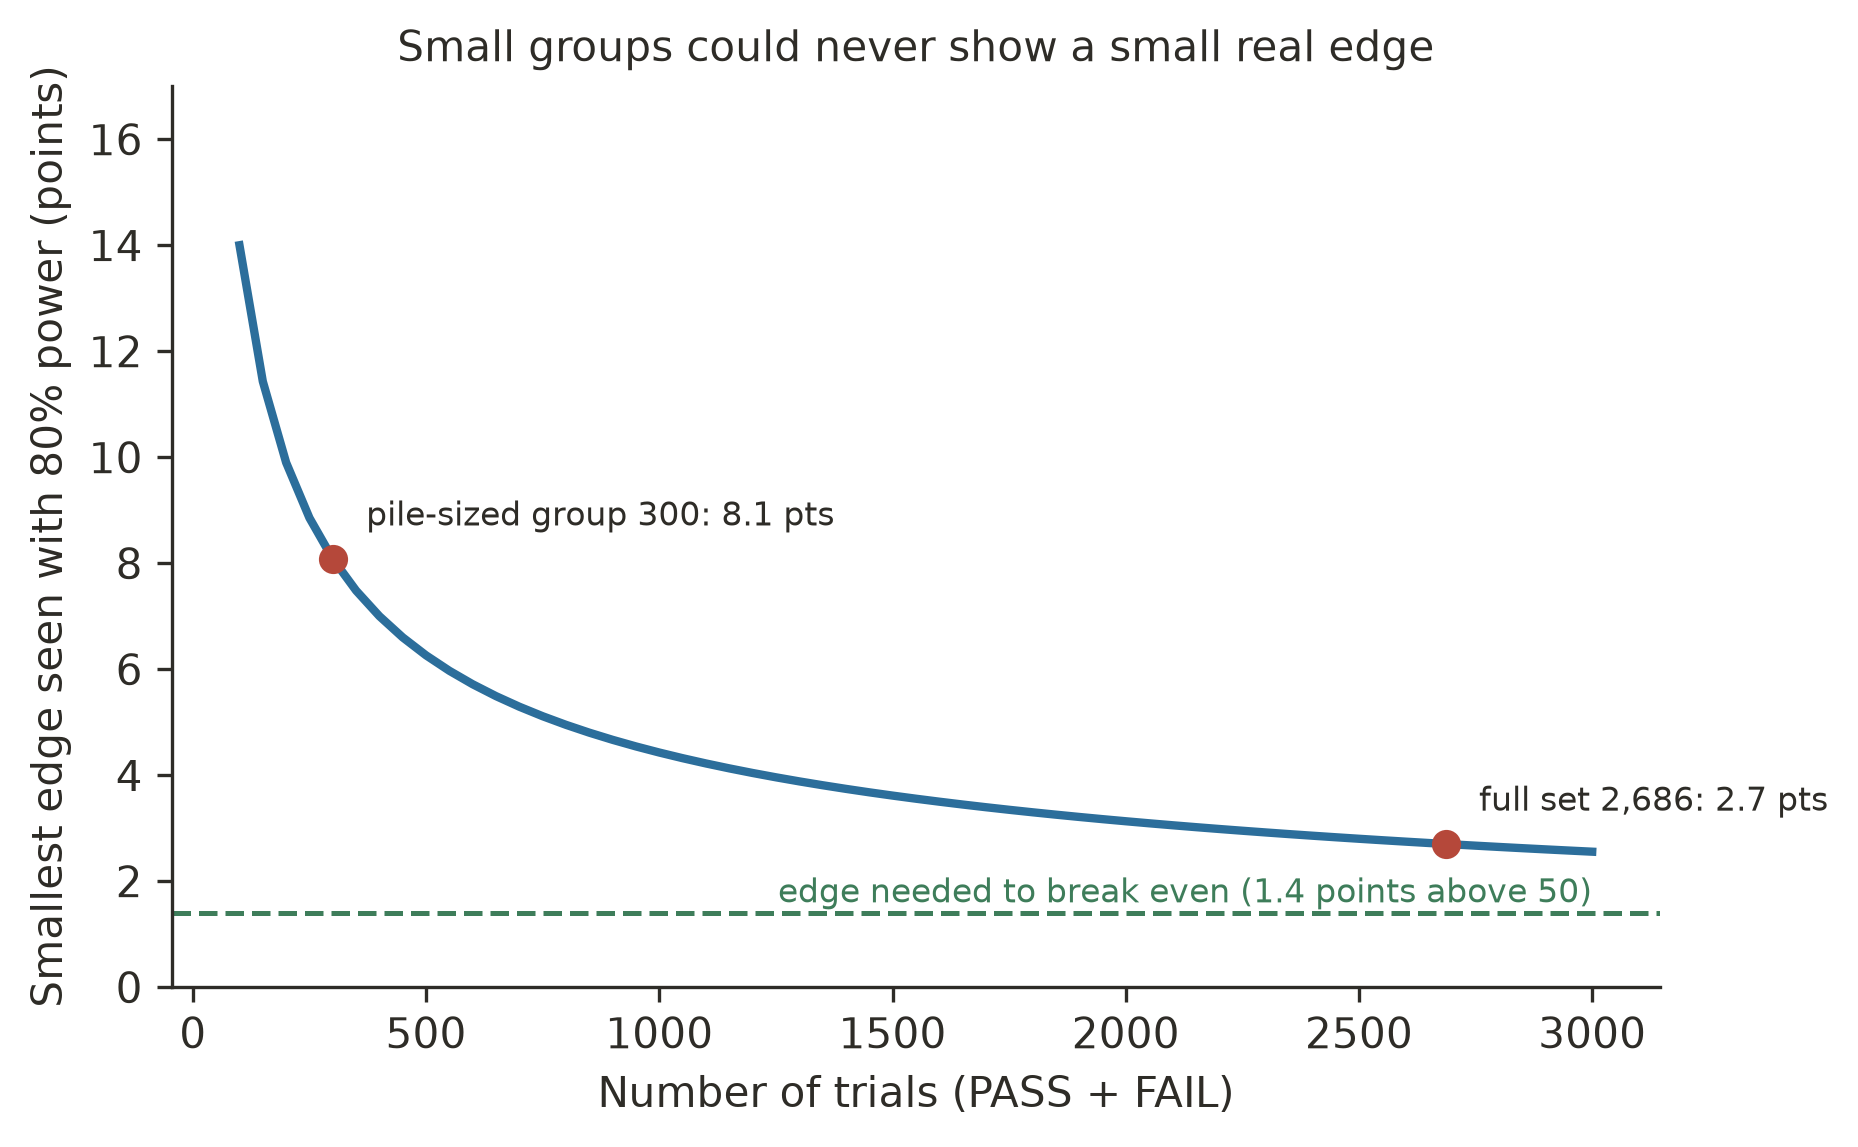 Small groups could never show a small real edge
Smallest edge seen with 80% power (points)
16
14
12
10
8
6
4
2
0
pile-sized group 300: 8.1 pts
full set 2,686: 2.7 pts
edge needed to break even (1.4 points above 50)
0 500 1000 1500 2000 2500 3000
Number of trials (PASS + FAIL)